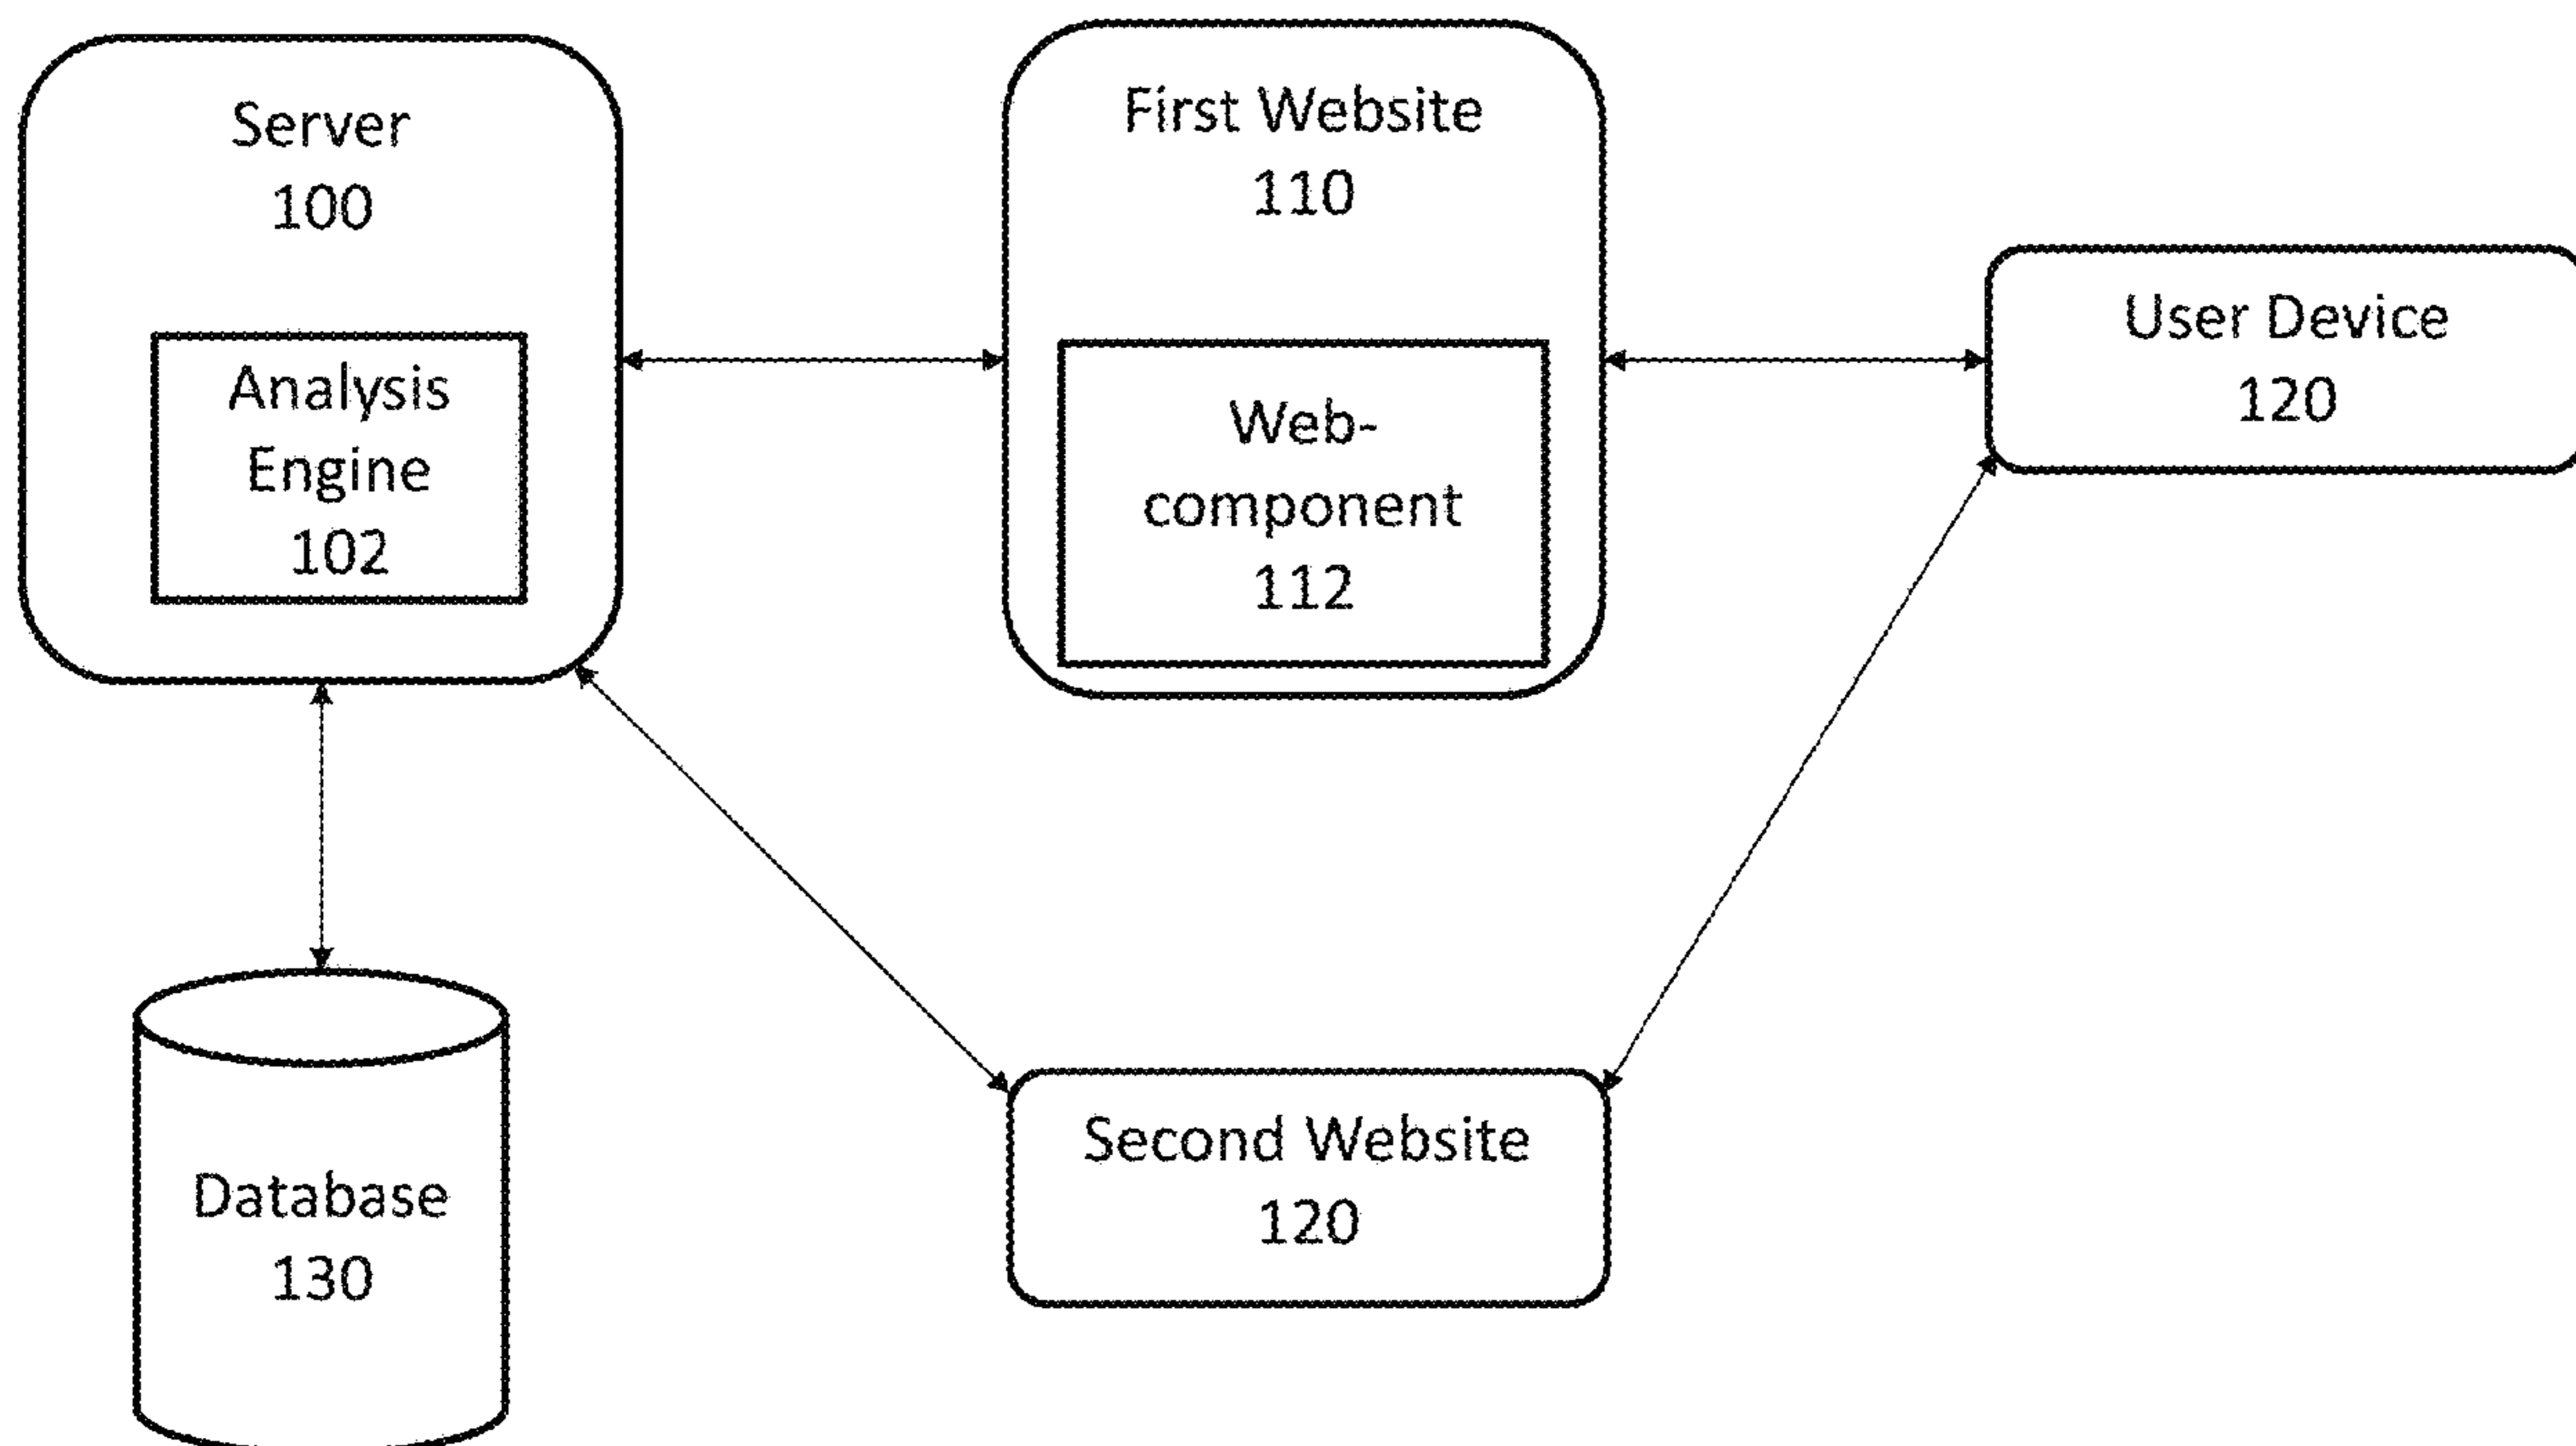 Server
100
Analysis
Engine
102
First Website
110
Web-
component
112
User Device
120
Database
130
Second Website
120